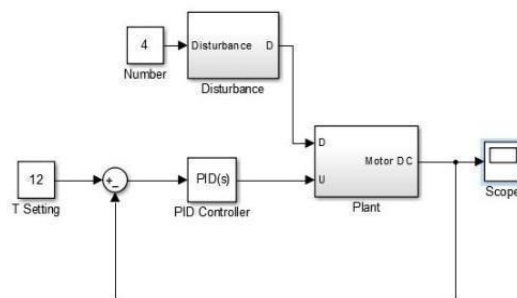 4
Number
Disturbance D
Disturbance
12
T Setting
+
−
PID(s)
PID Controller
D
U
Motor DC
Plant
Scope